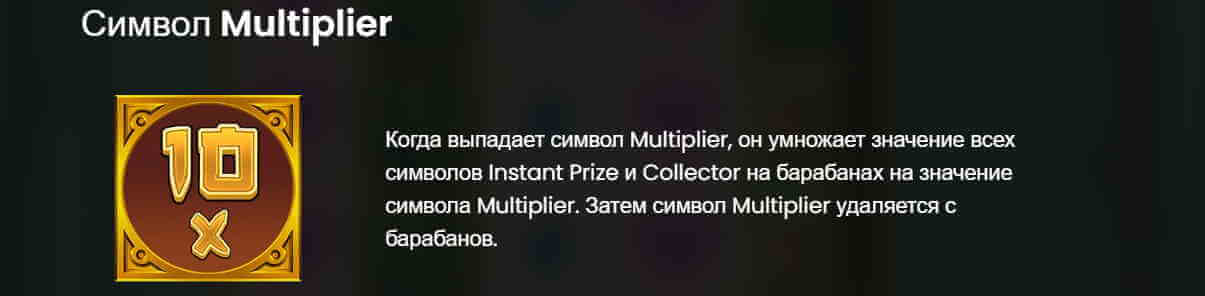 Символ Multiplier
10
x
Когда выпадает символ Multiplier, он умножает значение всех
символов Instant Prize и Collector на барабанах на значение
символа Multiplier. Затем символ Multiplier удаляется с
барабанов.